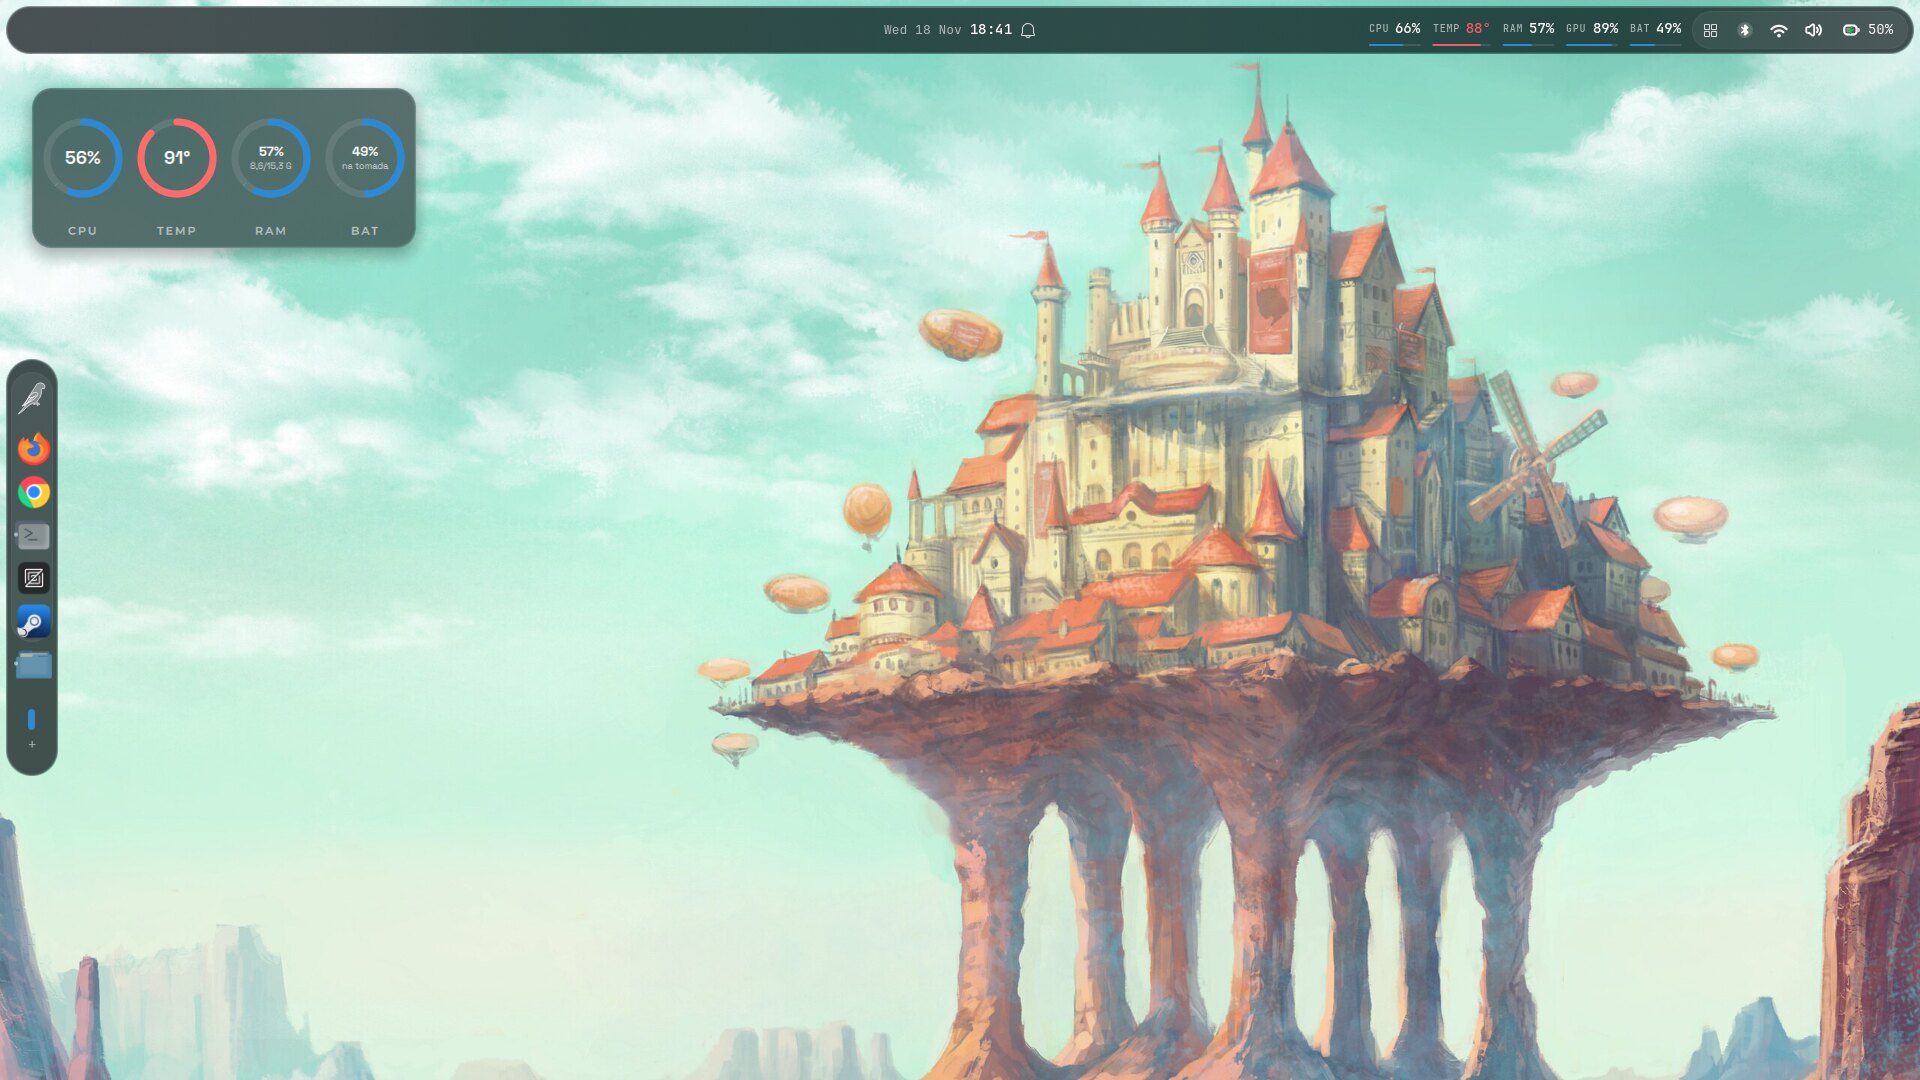 Wed 18 Nov 18:41
CPU 66% TEMP 88° RAM 57% GPU 89% BAT 49% 50%
56% 91° 57% 49%
8,6/15,3 G na tomada
CPU TEMP RAM BAT